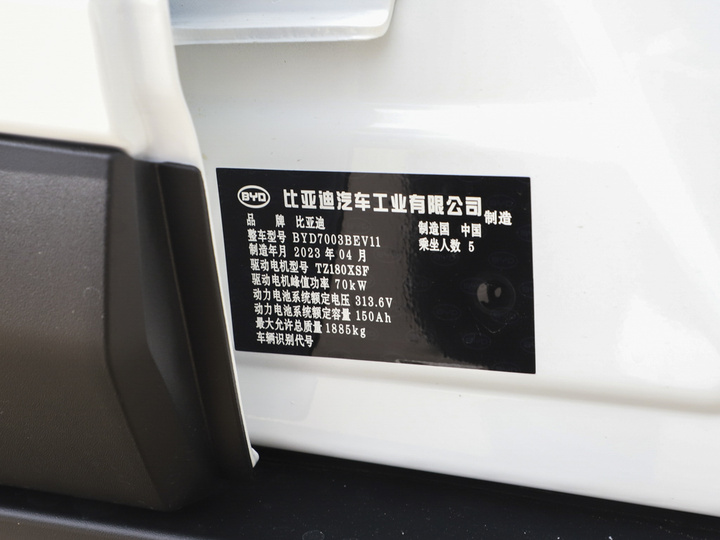 BYD 比亚迪汽车工业有限公司制造
品 牌 比亚迪 制造国 中国
整车型号 BYD7003BEV11 乘坐人数 5
制造年月 2023 年 04 月
驱动电机型号 TZ180XSF
驱动电机峰值功率 70kW
动力电池系统额定电压 313.6V
动力电池系统额定容量 150Ah
最大允许总质量 1885kg
车辆识别代号